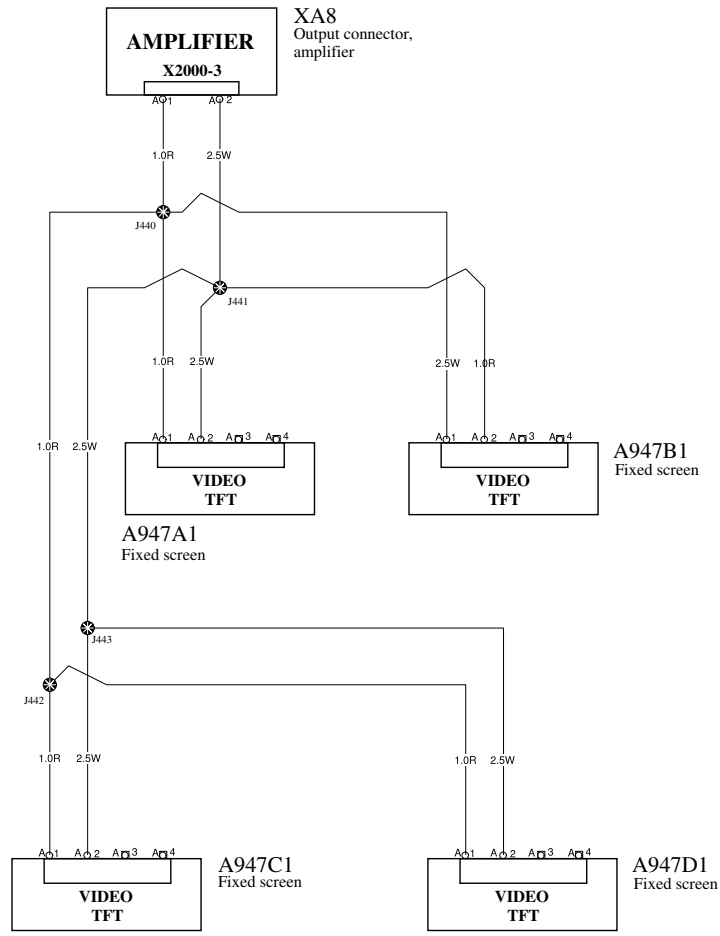 XA8
Output connector,
amplifier
AMPLIFIER
X2000-3
A 1 A 2
1.0R 2.5W
J440
J441
1.0R 2.5W 2.5W 1.0R
1.0R 2.5W
A 1 A 2 A 3 A 4 A 1 A 2 A 3 A 4
VIDEO
TFT
A947A1
Fixed screen
VIDEO
TFT
A947B1
Fixed screen
J443
J442
1.0R 2.5W 1.0R 2.5W
A 1 A 2 A 3 A 4 A 1 A 2 A 3 A 4
VIDEO
TFT
A947C1
Fixed screen
VIDEO
TFT
A947D1
Fixed screen